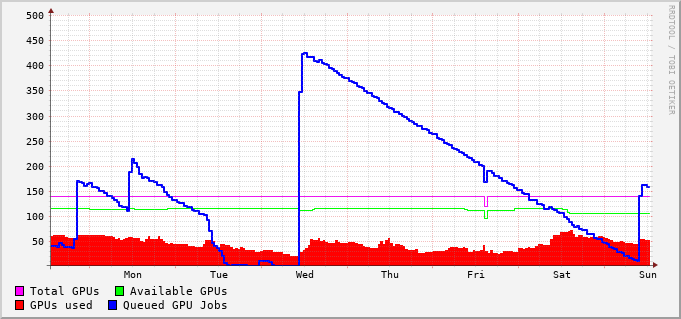 500
450
400
350
300
250
200
150
100
50
Mon Tue Wed Thu Fri Sat Sun
Total GPUs Available GPUs
GPUs used Queued GPU Jobs
RRDTOOL / TOBI OETIKER